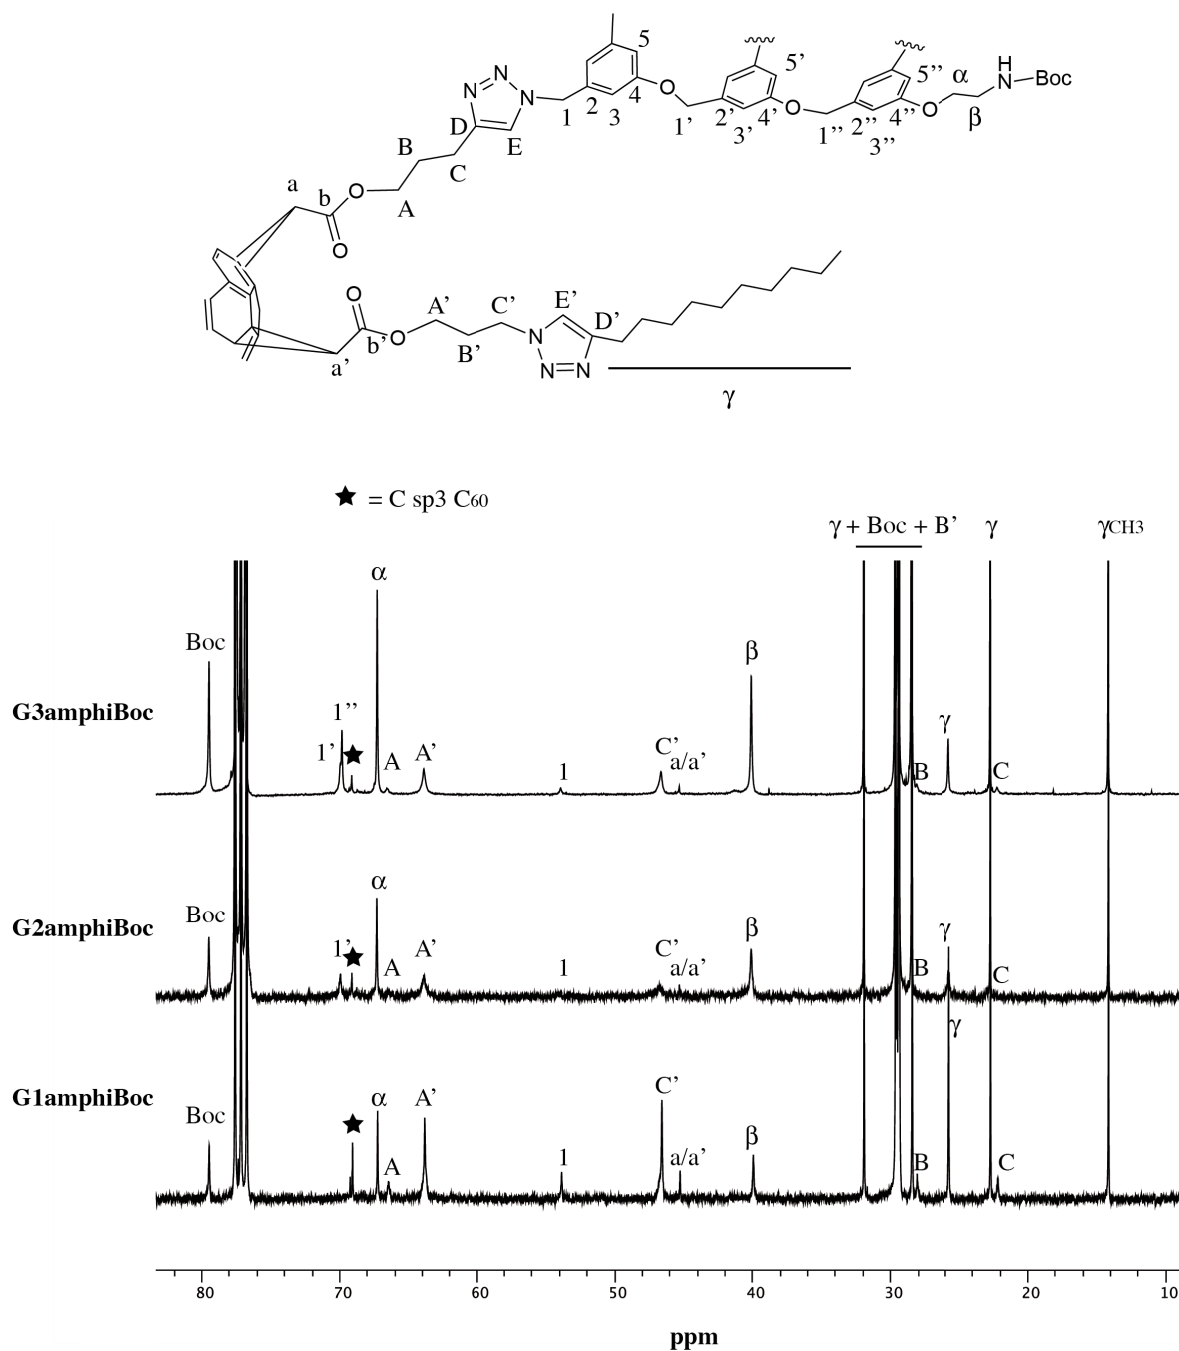 5
5'
5''
α
H
N
Boc
N
N
N
N
1
2
3
4
O
1'
2'
3'
4'
O
1''
2''
3''
4''
O
β
D
E
B
C
a
b
O
A
O
O
A'
C'
E'
D'
b'
O
B'
N
N
N
a'
γ
★ = C sp3 C60
γ + Boc + B'
γ
γCH3
α
Boc
β
G3amphiBoc
1''
1'
★
A
A'
1
C'
a/a'
B
γ
C
α
G2amphiBoc
Boc
β
1'
★
A
A'
1
C'
a/a'
B
γ
C
γ
G1amphiBoc
Boc
★
α
A
A'
1
C'
a/a'
β
B
C
80
70
60
50
40
30
20
10
ppm